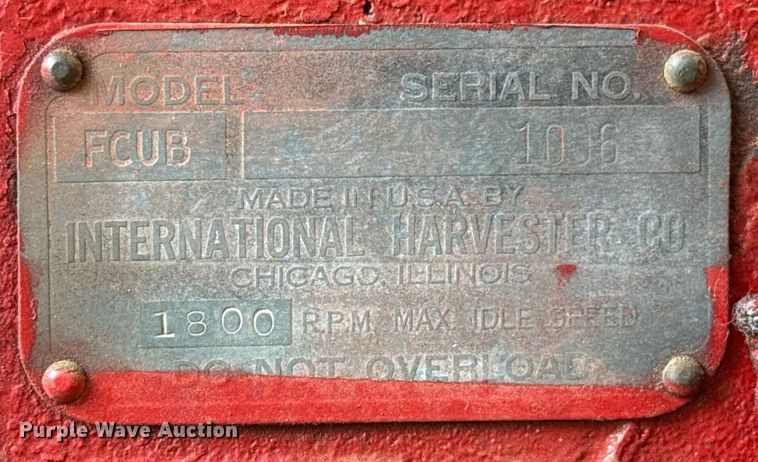 MODEL SERIAL NO.
FCUB 1006
MADE IN U.S.A. BY
INTERNATIONAL HARVESTER CO
CHICAGO, ILLINOIS
1800 R.P.M. MAX IDLE SPEED
DO NOT OVERLOAD
Purple Wave Auction